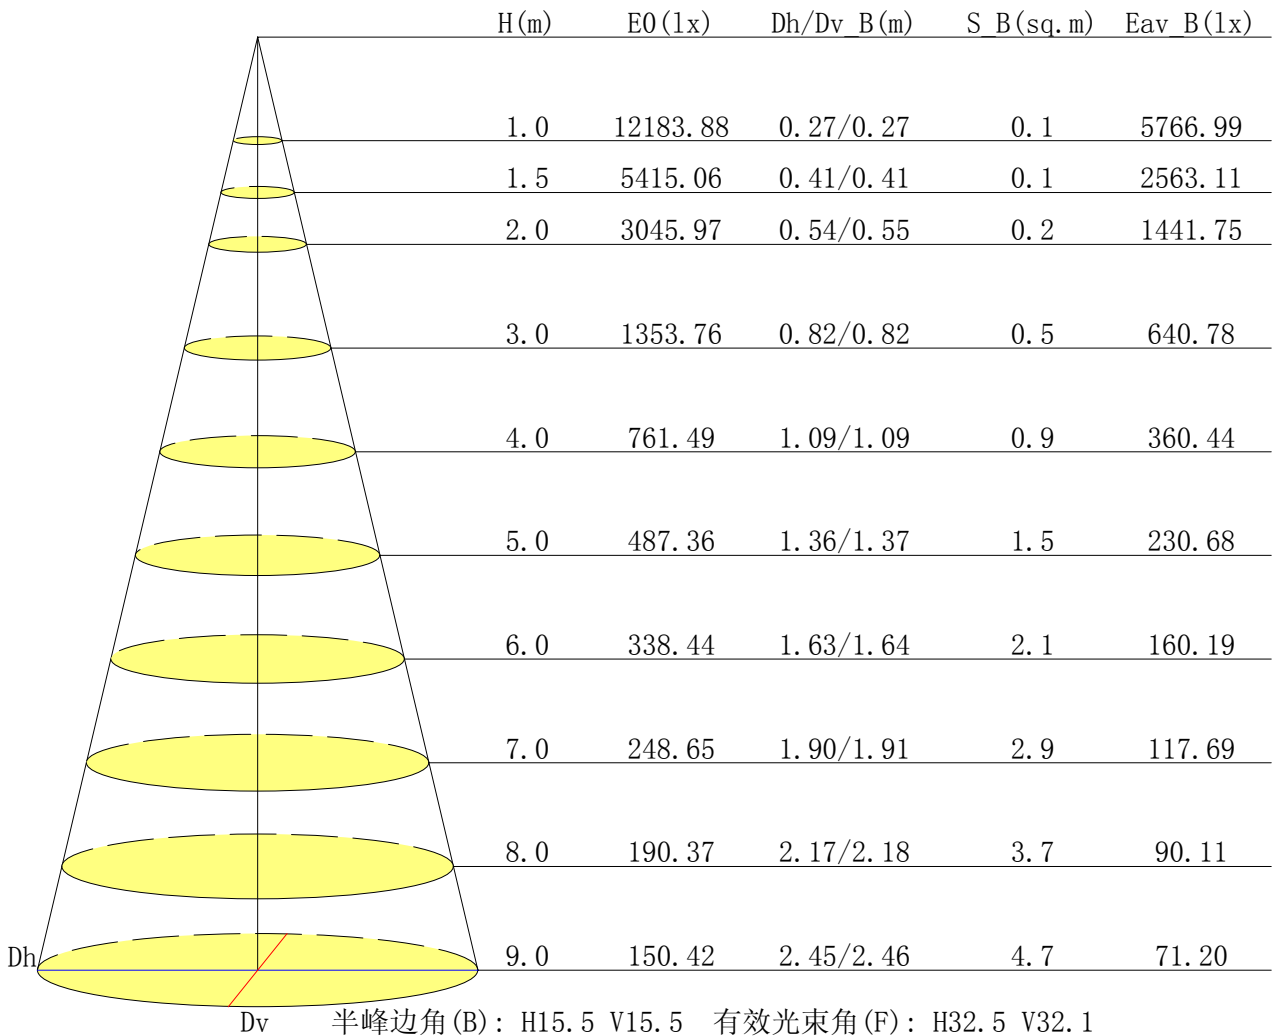 H(m) E0(lx) Dh/Dv_B(m) S_B(sq.m) Eav_B(lx)
1.0 12183.88 0.27/0.27 0.1 5766.99
1.5 5415.06 0.41/0.41 0.1 2563.11
2.0 3045.97 0.54/0.55 0.2 1441.75
3.0 1353.76 0.82/0.82 0.5 640.78
4.0 761.49 1.09/1.09 0.9 360.44
5.0 487.36 1.36/1.37 1.5 230.68
6.0 338.44 1.63/1.64 2.1 160.19
7.0 248.65 1.90/1.91 2.9 117.69
8.0 190.37 2.17/2.18 3.7 90.11
Dh 9.0 150.42 2.45/2.46 4.7 71.20
Dv 半峰边角(B): H15.5 V15.5 有效光束角(F): H32.5 V32.1